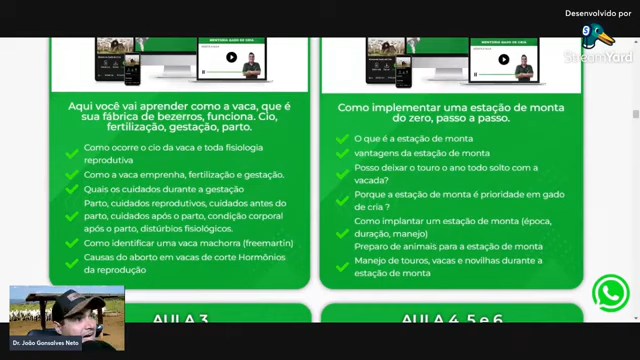 Desenvolvido por
StreamYard
MENTORIA GADO DE CRIA
Aqui você vai aprender como a vaca, que é
sua fábrica de bezerros, funciona. Cio,
fertilização, gestação, parto.
Como ocorre o cio da vaca e toda fisiologia
reprodutiva
Como a vaca emprenha, fertilização e gestação.
Quais os cuidados durante a gestação
Parto, cuidados reprodutivos, cuidados antes do
parto, cuidados após o parto, condição corporal
após o parto, distúrbios fisiológicos.
Como identificar uma vaca machorra (freemartin)
Causas do aborto em vacas de corte Hormônios
da reprodução
MENTORIA GADO DE CRIA
Como implementar uma estação de monta
do zero, passo a passo.
O que é a estação de monta
vantagens da estação de monta
Posso deixar o touro o ano todo solto com a
vacada?
Porque a estação de monta é prioridade em gado
de cria ?
Como implantar um estação de monta (época,
duração, manejo)
Preparo de animais para a estação de monta
Manejo de touros, vacas e novilhas durante a
estação de monta
AULA 3
AULA 4, 5 e 6
Dr. João Gonsalves Neto